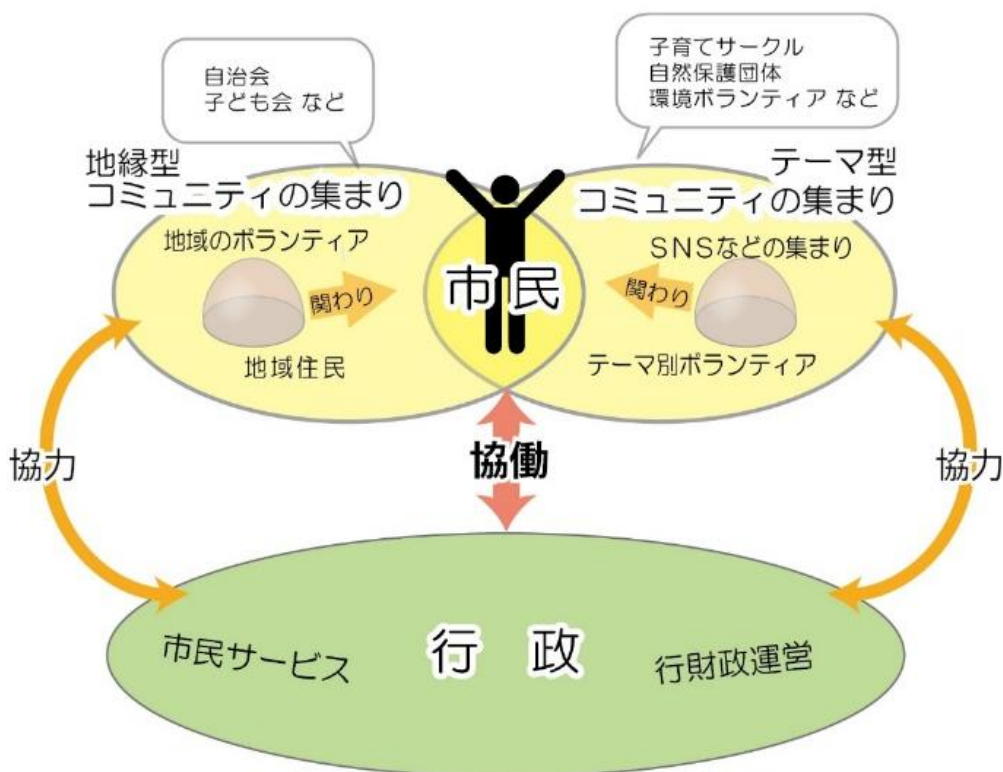 自治会
子ども会 など
子育てサークル
自然保護団体
環境ボランティア など
地縁型
コミュニティの集まり
テーマ型
コミュニティの集まり
地域のボランティア
SNSなどの集まり
関わり
市民
関わり
地域住民
テーマ別ボランティア
協力
協働
協力
市民サービス
行 政
行財政運営